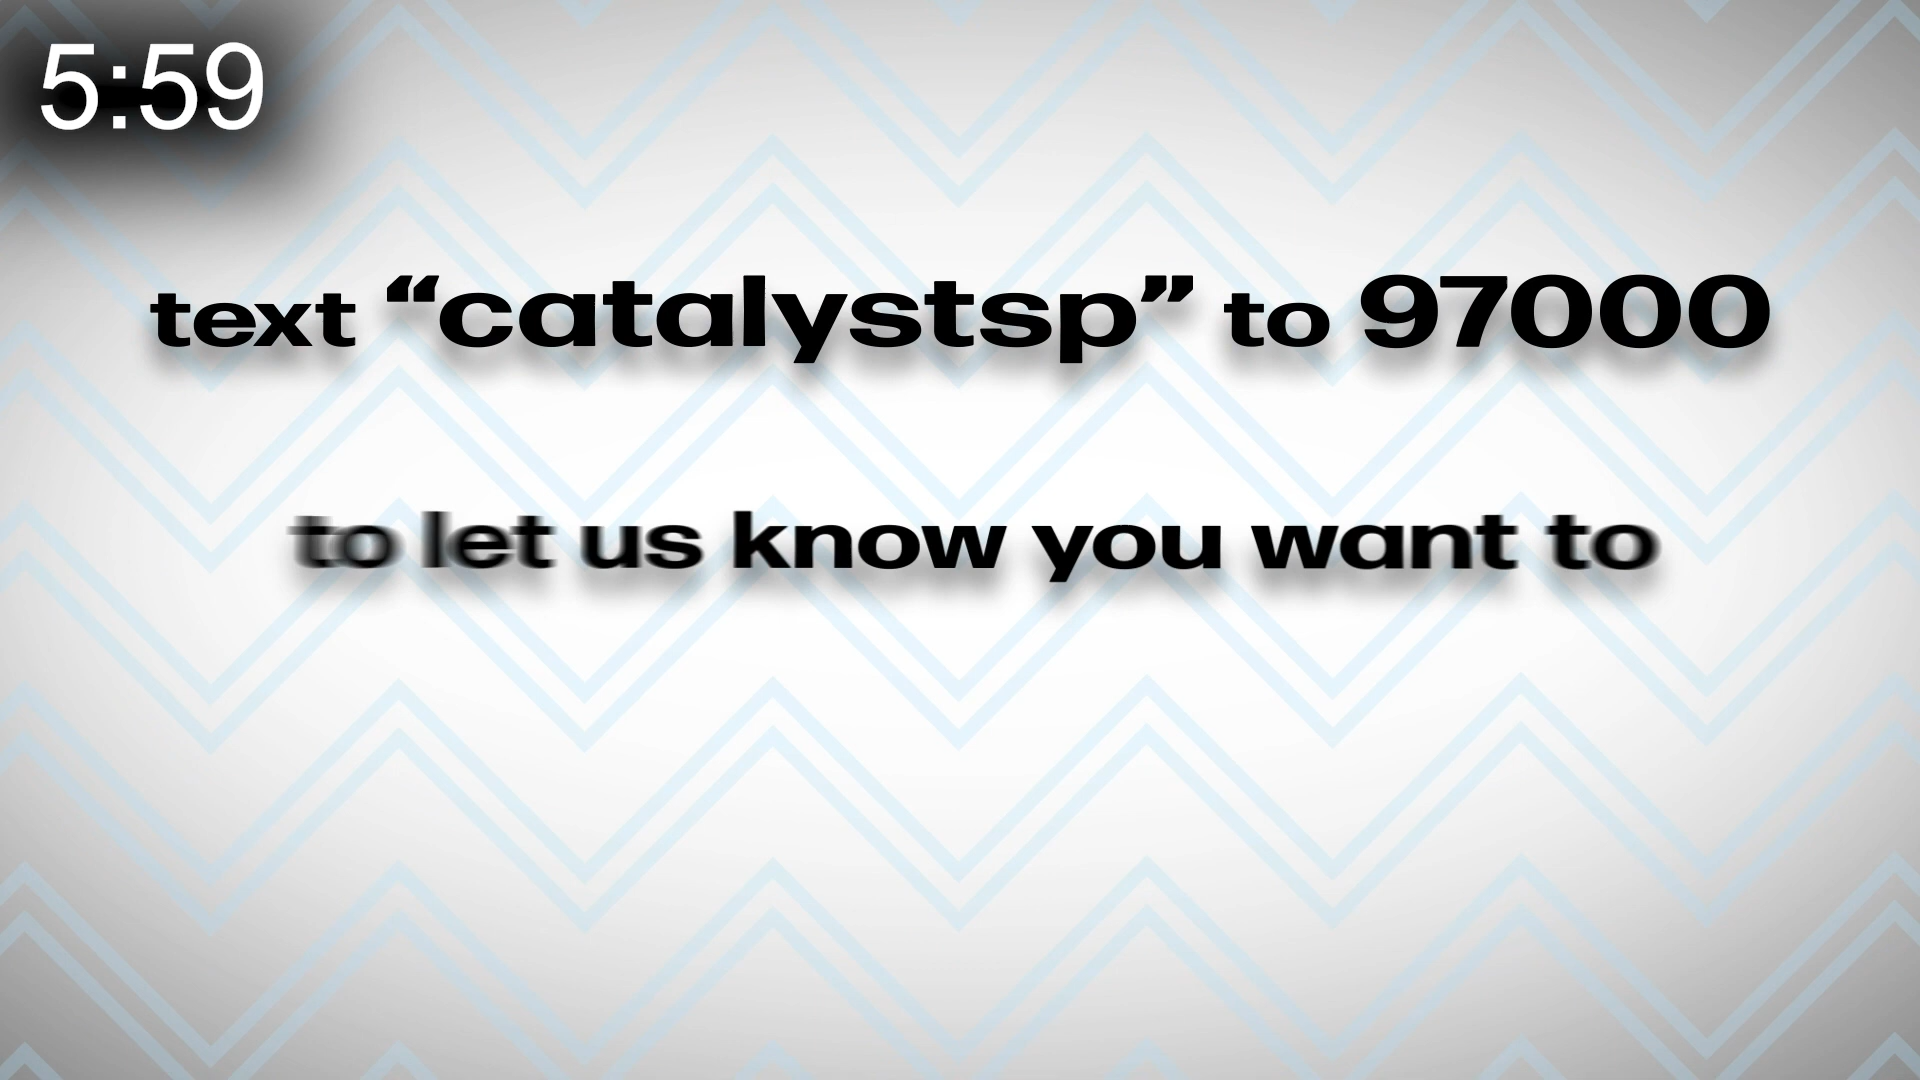 5:59
text “catalystsp” to 97000
to let us know you want to